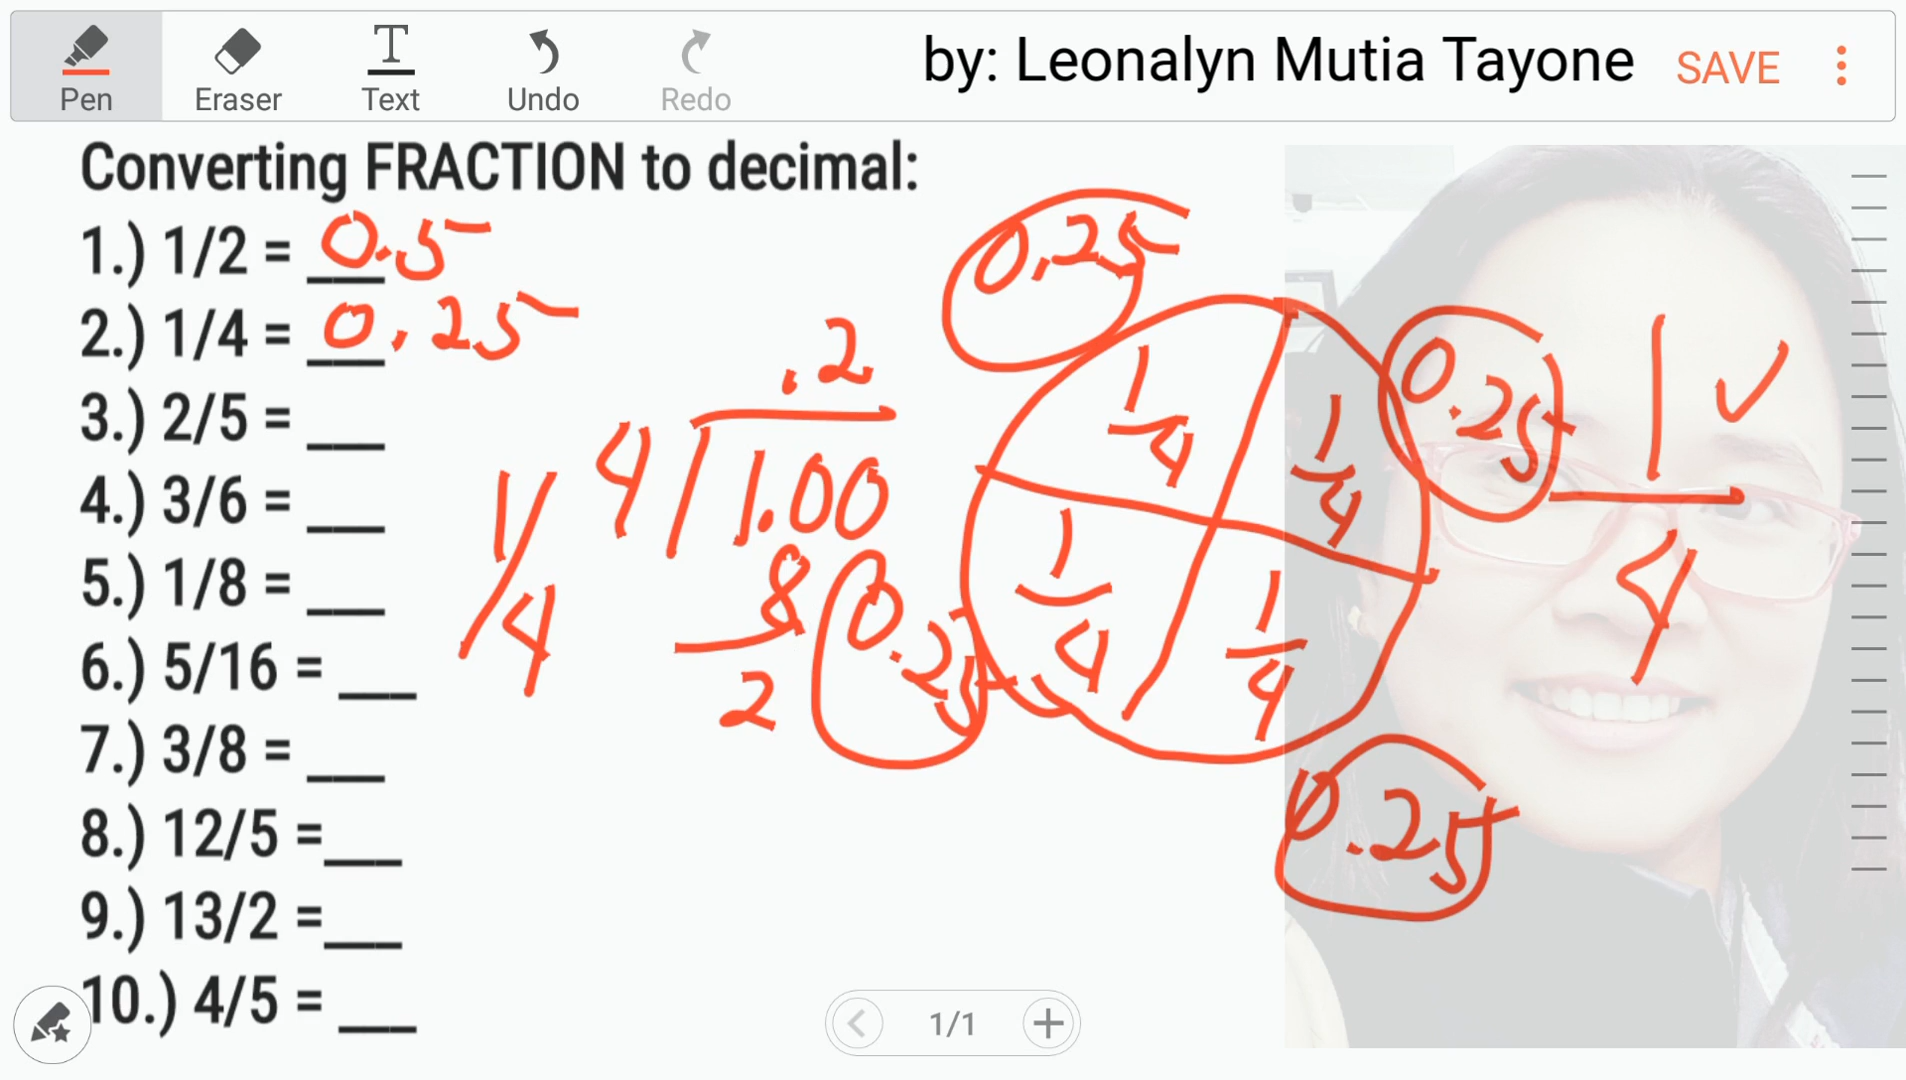 Pen Eraser Text Undo Redo by: Leonalyn Mutia Tayone SAVE
Converting FRACTION to decimal:
1.) 1/2 = ___ 0.5
2.) 1/4 = ___ 0.25
3.) 2/5 = ___
4.) 3/6 = ___
5.) 1/8 = ___
6.) 5/16 = ___
7.) 3/8 = ___
8.) 12/5 =___
9.) 13/2 =___
10.) 4/5 = ___
1/4
.2
4 1.00
8
2
0.25
1/4
1/4
0.25
1/4
0.25
1/4
0.25
1
4
1/1